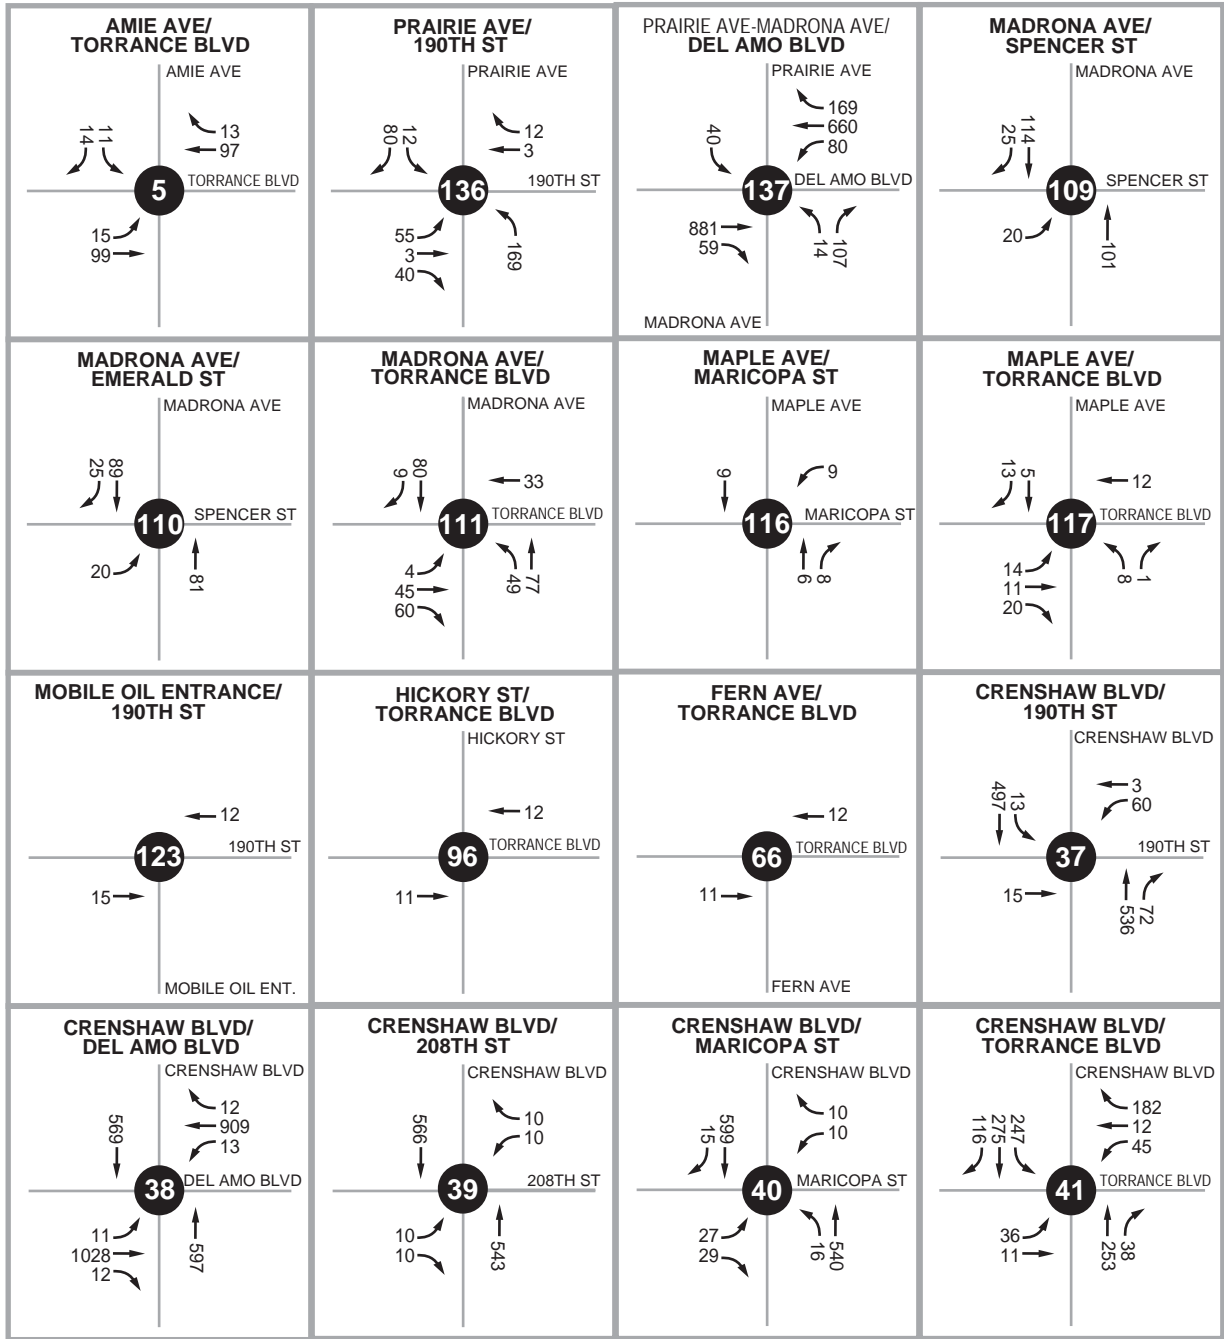 AMIE AVE/
TORRANCE BLVD
AMIE AVE
14
11
13
97
5
TORRANCE BLVD
15
99
PRAIRIE AVE/
190TH ST
PRAIRIE AVE
80
12
12
3
136
190TH ST
55
3
40
169
PRAIRIE AVE-MADRONA AVE/
DEL AMO BLVD
PRAIRIE AVE
40
169
660
80
137
DEL AMO BLVD
881
59
14
107
MADRONA AVE
MADRONA AVE/
SPENCER ST
MADRONA AVE
25
114
109
SPENCER ST
20
101
MADRONA AVE/
EMERALD ST
MADRONA AVE
25
89
110
SPENCER ST
20
81
MADRONA AVE/
TORRANCE BLVD
MADRONA AVE
9
80
33
111
TORRANCE BLVD
4
45
60
49
77
MAPLE AVE/
MARICOPA ST
MAPLE AVE
9
9
116
MARICOPA ST
6
8
MAPLE AVE/
TORRANCE BLVD
MAPLE AVE
13
5
12
117
TORRANCE BLVD
14
11
20
8
1
MOBILE OIL ENTRANCE/
190TH ST
12
123
190TH ST
15
MOBILE OIL ENT.
HICKORY ST/
TORRANCE BLVD
HICKORY ST
12
96
TORRANCE BLVD
11
FERN AVE/
TORRANCE BLVD
12
66
TORRANCE BLVD
11
FERN AVE
CRENSHAW BLVD/
190TH ST
CRENSHAW BLVD
497
13
3
60
37
190TH ST
15
536
72
CRENSHAW BLVD/
DEL AMO BLVD
CRENSHAW BLVD
569
12
909
13
38
DEL AMO BLVD
11
1028
12
597
CRENSHAW BLVD/
208TH ST
CRENSHAW BLVD
566
10
10
39
208TH ST
10
10
543
CRENSHAW BLVD/
MARICOPA ST
CRENSHAW BLVD
15
599
10
10
40
MARICOPA ST
27
29
16
540
CRENSHAW BLVD/
TORRANCE BLVD
CRENSHAW BLVD
116
275
247
182
12
45
41
TORRANCE BLVD
36
11
253
38